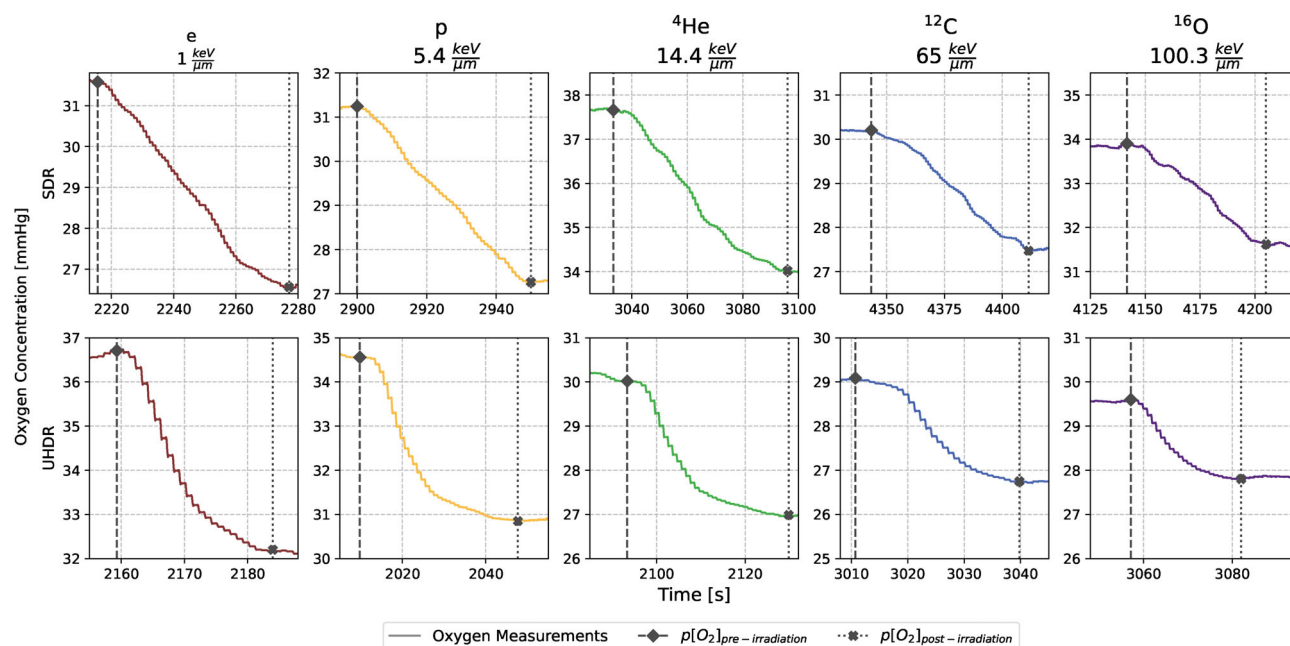 e
1 keV/μm
p
5.4 keV/μm
⁴He
14.4 keV/μm
¹²C
65 keV/μm
¹⁶O
100.3 keV/μm
Oxygen Concentration [mmHg]
SDR
31
30
29
28
27
2220 2240 2260 2280
32
31
30
29
28
27
2900 2920 2940
38
37
36
35
34
3040 3060 3080 3100
31
30
29
28
27
4350 4375 4400
35
34
33
32
31
4125 4150 4175 4200
UHDR
37
36
35
34
33
32
2160 2170 2180
35
34
33
32
31
30
2020 2040
31
30
29
28
27
26
2100 2120
30
29
28
27
26
25
3010 3020 3030 3040
31
30
29
28
27
26
3060 3080
Time [s]
Oxygen Measurements p[O₂]pre−irradiation p[O₂]post−irradiation